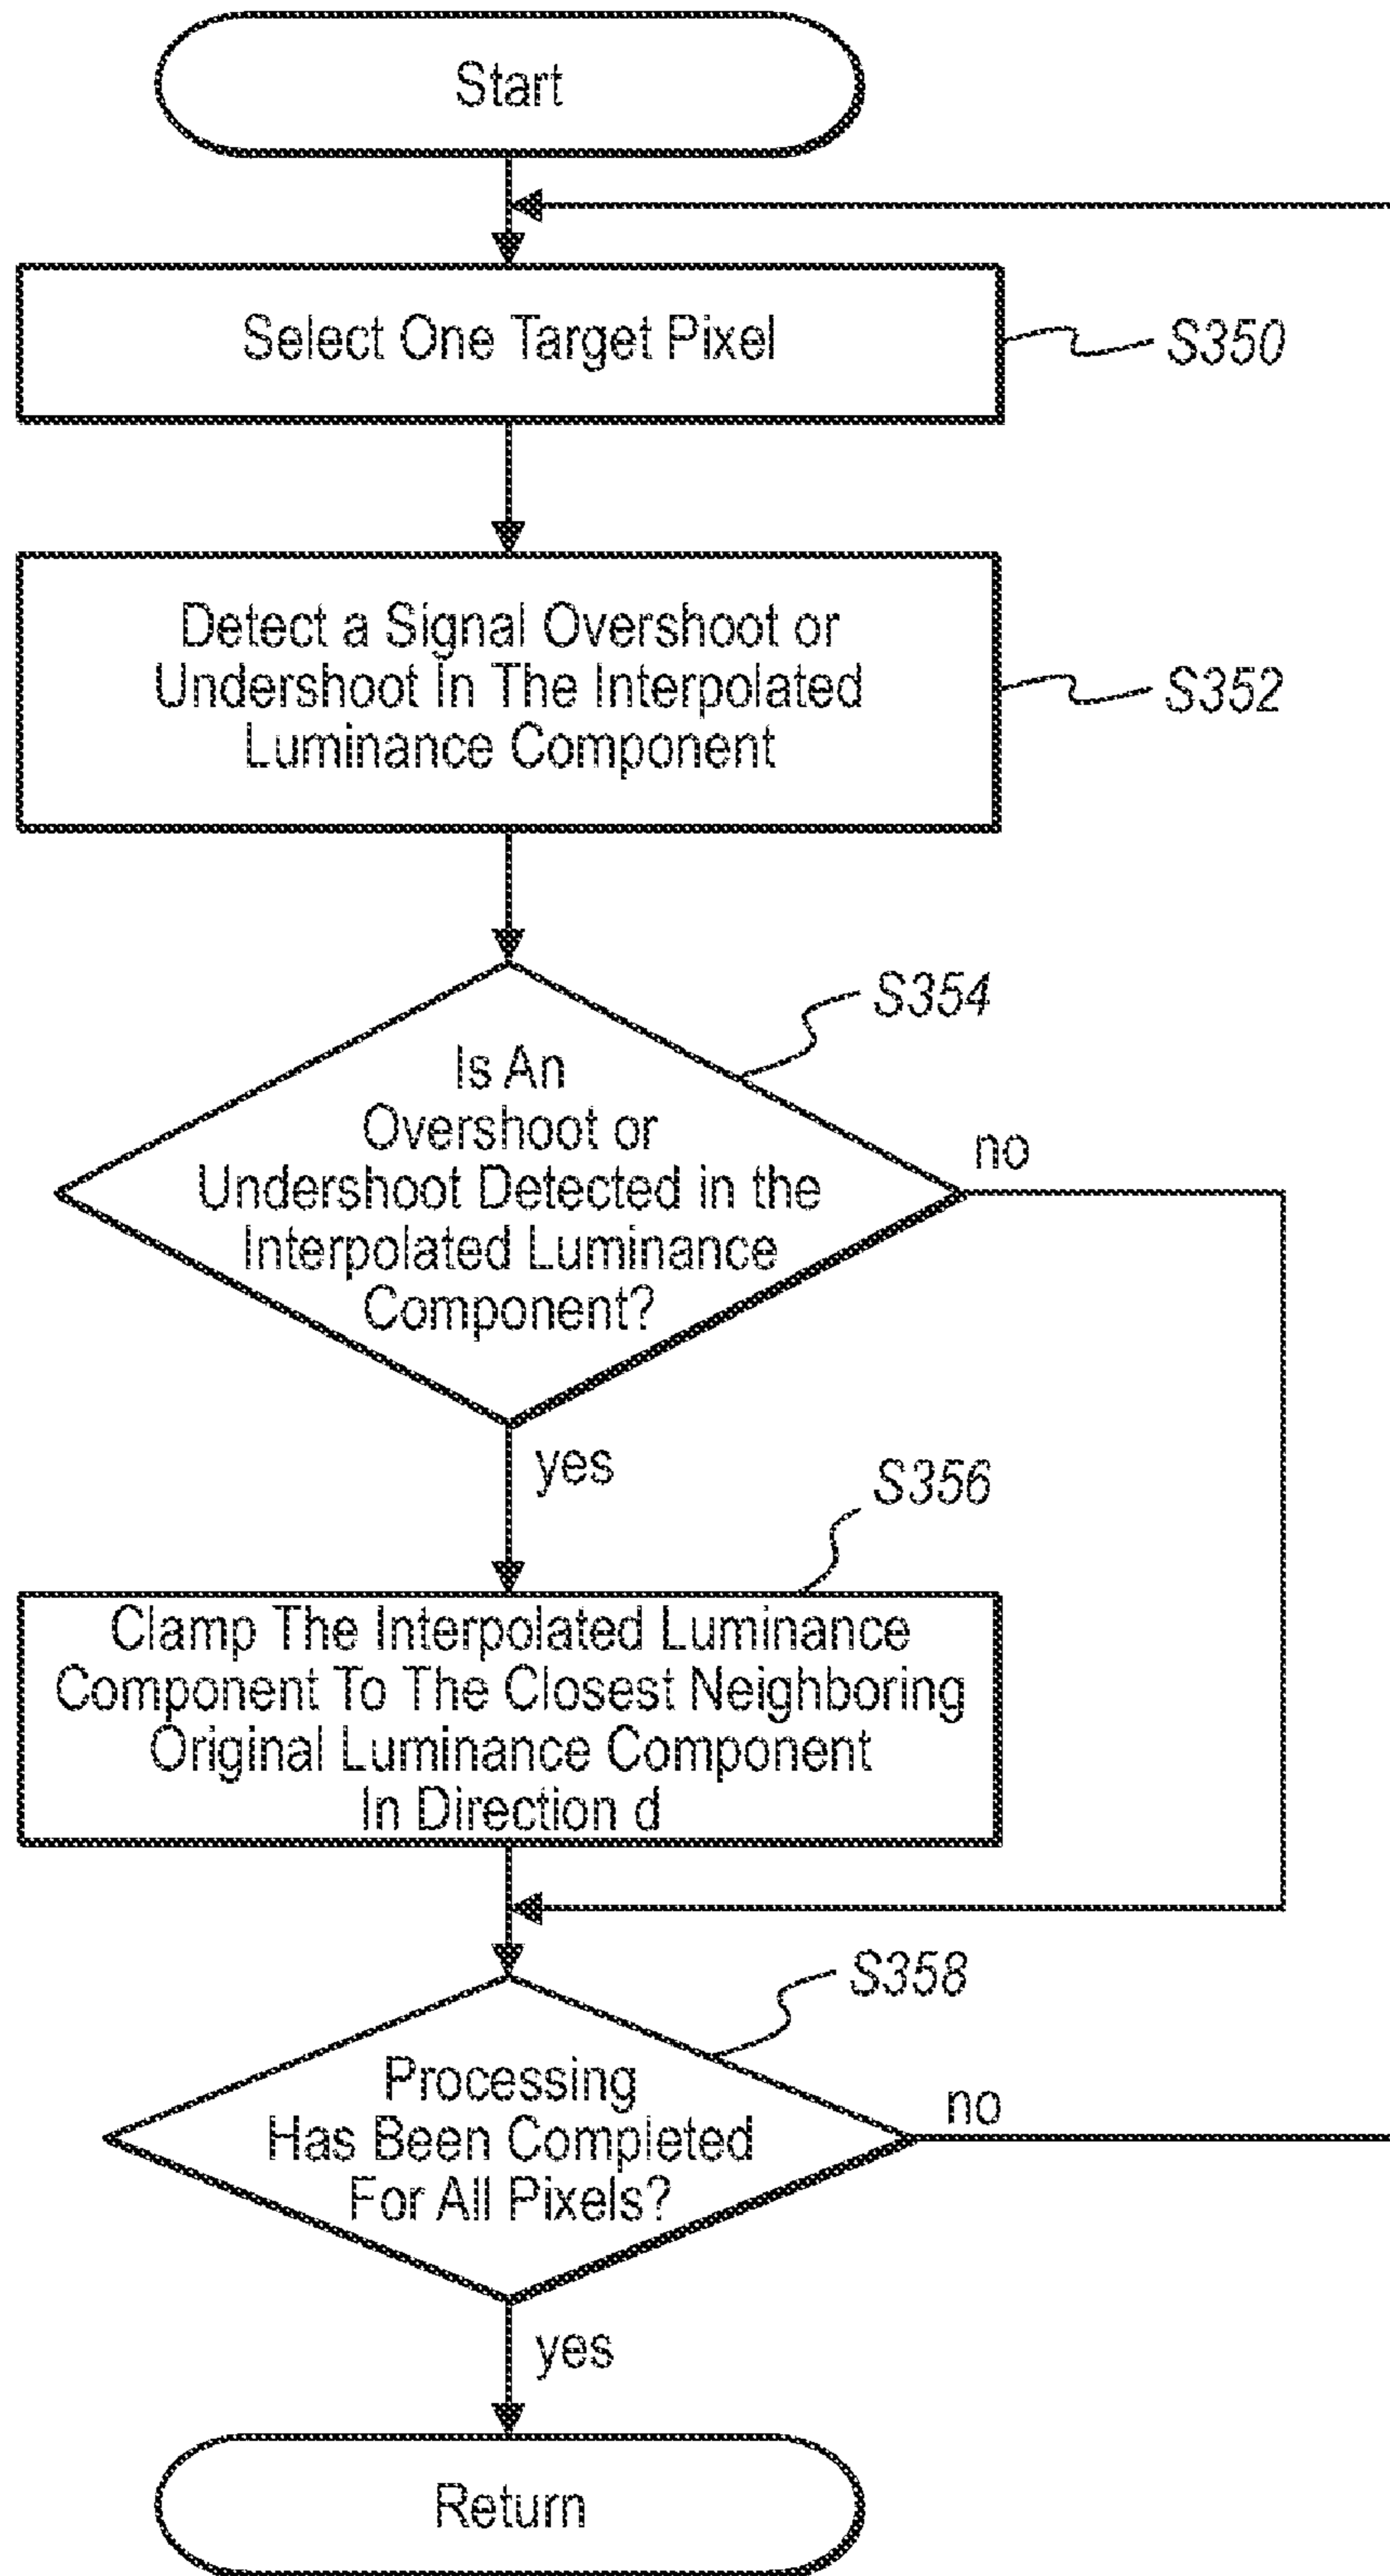 Start
Select One Target Pixel
S350
Detect a Signal Overshoot or
Undershoot In The Interpolated
Luminance Component
S352
S354
Is An
Overshoot or
Undershoot Detected in the
Interpolated Luminance
Component?
no
yes
S356
Clamp The Interpolated Luminance
Component To The Closest Neighboring
Original Luminance Component
In Direction d
S358
Processing
Has Been Completed
For All Pixels?
no
yes
Return